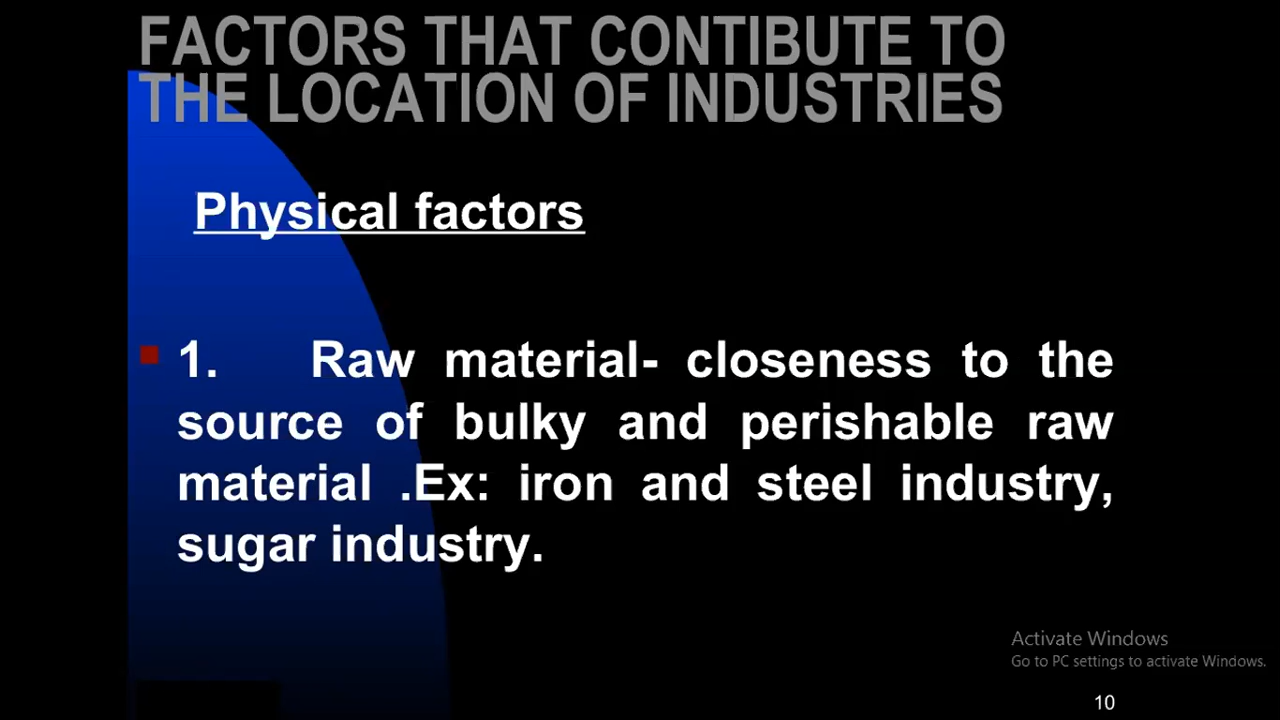 FACTORS THAT CONTIBUTE TO
THE LOCATION OF INDUSTRIES
Physical factors
1. Raw material- closeness to the
source of bulky and perishable raw
material .Ex: iron and steel industry,
sugar industry.
Activate Windows
Go to PC settings to activate Windows.
10